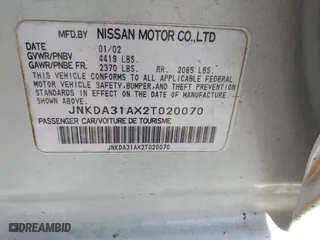 MFD.BY NISSAN MOTOR CO.,LTD
DATE 01/02
GVWR/PNBV 4419 LBS.
GAWR/PNBE FR. 2370 LBS. RR. 2065 LBS.
THIS VEHICLE CONFORMS TO ALL APPLICABLE FEDERAL
MOTOR VEHICLE SAFETY, BUMPER, AND THEFT PREVENTION
STANDARDS IN EFFECT ON THE DATE OF
MANUFACTURE SHOWN ABOVE.
JNKDA31AX2T020070
PASSENGER CAR/VOITURE DE TOURISME
JNKDA31AX2T020070
DREAMBID